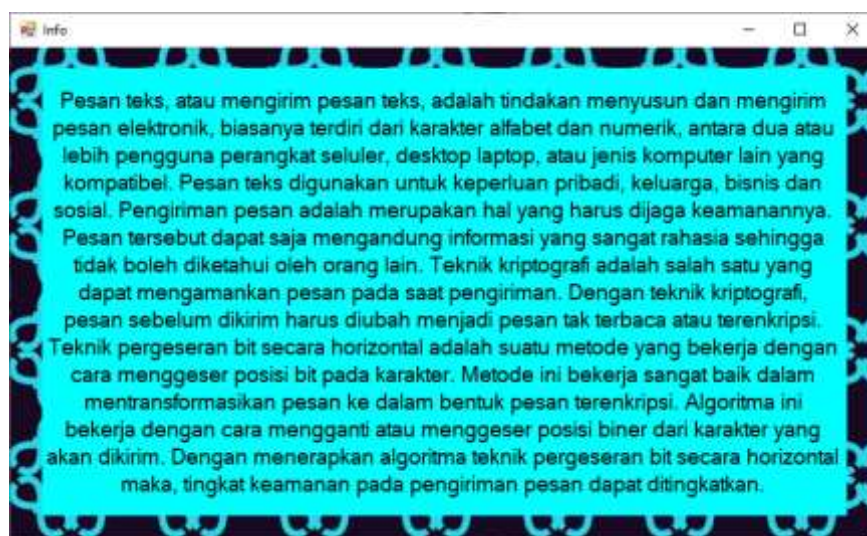 Info
Pesan teks, atau mengirim pesan teks, adalah tindakan menyusun dan mengirim
pesan elektronik, biasanya terdiri dari karakter alfabet dan numerik, antara dua atau
lebih pengguna perangkat seluler, desktop laptop, atau jenis komputer lain yang
kompatibel. Pesan teks digunakan untuk keperluan pribadi, keluarga, bisnis dan
sosial. Pengiriman pesan adalah merupakan hal yang harus dijaga keamanannya.
Pesan tersebut dapat saja mengandung informasi yang sangat rahasia sehingga
tidak boleh diketahui oleh orang lain. Teknik kriptografi adalah salah satu yang
dapat mengamankan pesan pada saat pengiriman. Dengan teknik kriptografi,
pesan sebelum dikirim harus diubah menjadi pesan tak terbaca atau terenkripsi.
Teknik pergeseran bit secara horizontal adalah suatu metode yang bekerja dengan
cara menggeser posisi bit pada karakter. Metode ini bekerja sangat baik dalam
mentransformasikan pesan ke dalam bentuk pesan terenkripsi. Algoritma ini
bekerja dengan cara mengganti atau menggeser posisi biner dari karakter yang
akan dikirim. Dengan menerapkan algoritma teknik pergeseran bit secara horizontal
maka, tingkat keamanan pada pengiriman pesan dapat ditingkatkan.